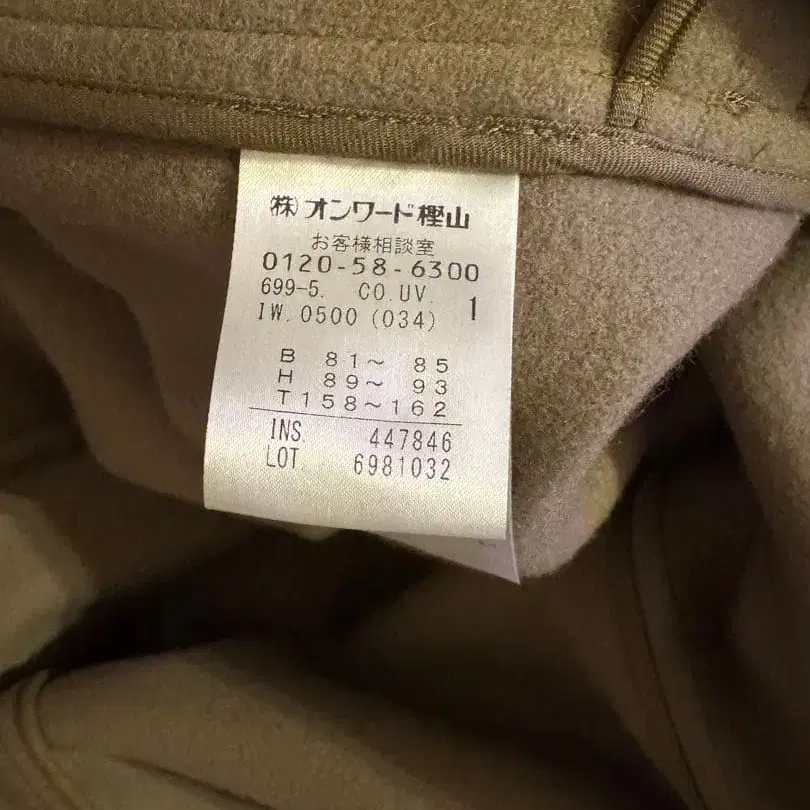 (株)オンワード樫山
お客様相談室
0120-58-6300
699-5. CO.UV. 1
IW.0500(034)
B 81～ 85
H 89～ 93
T158～162
INS 447846
LOT 6981032